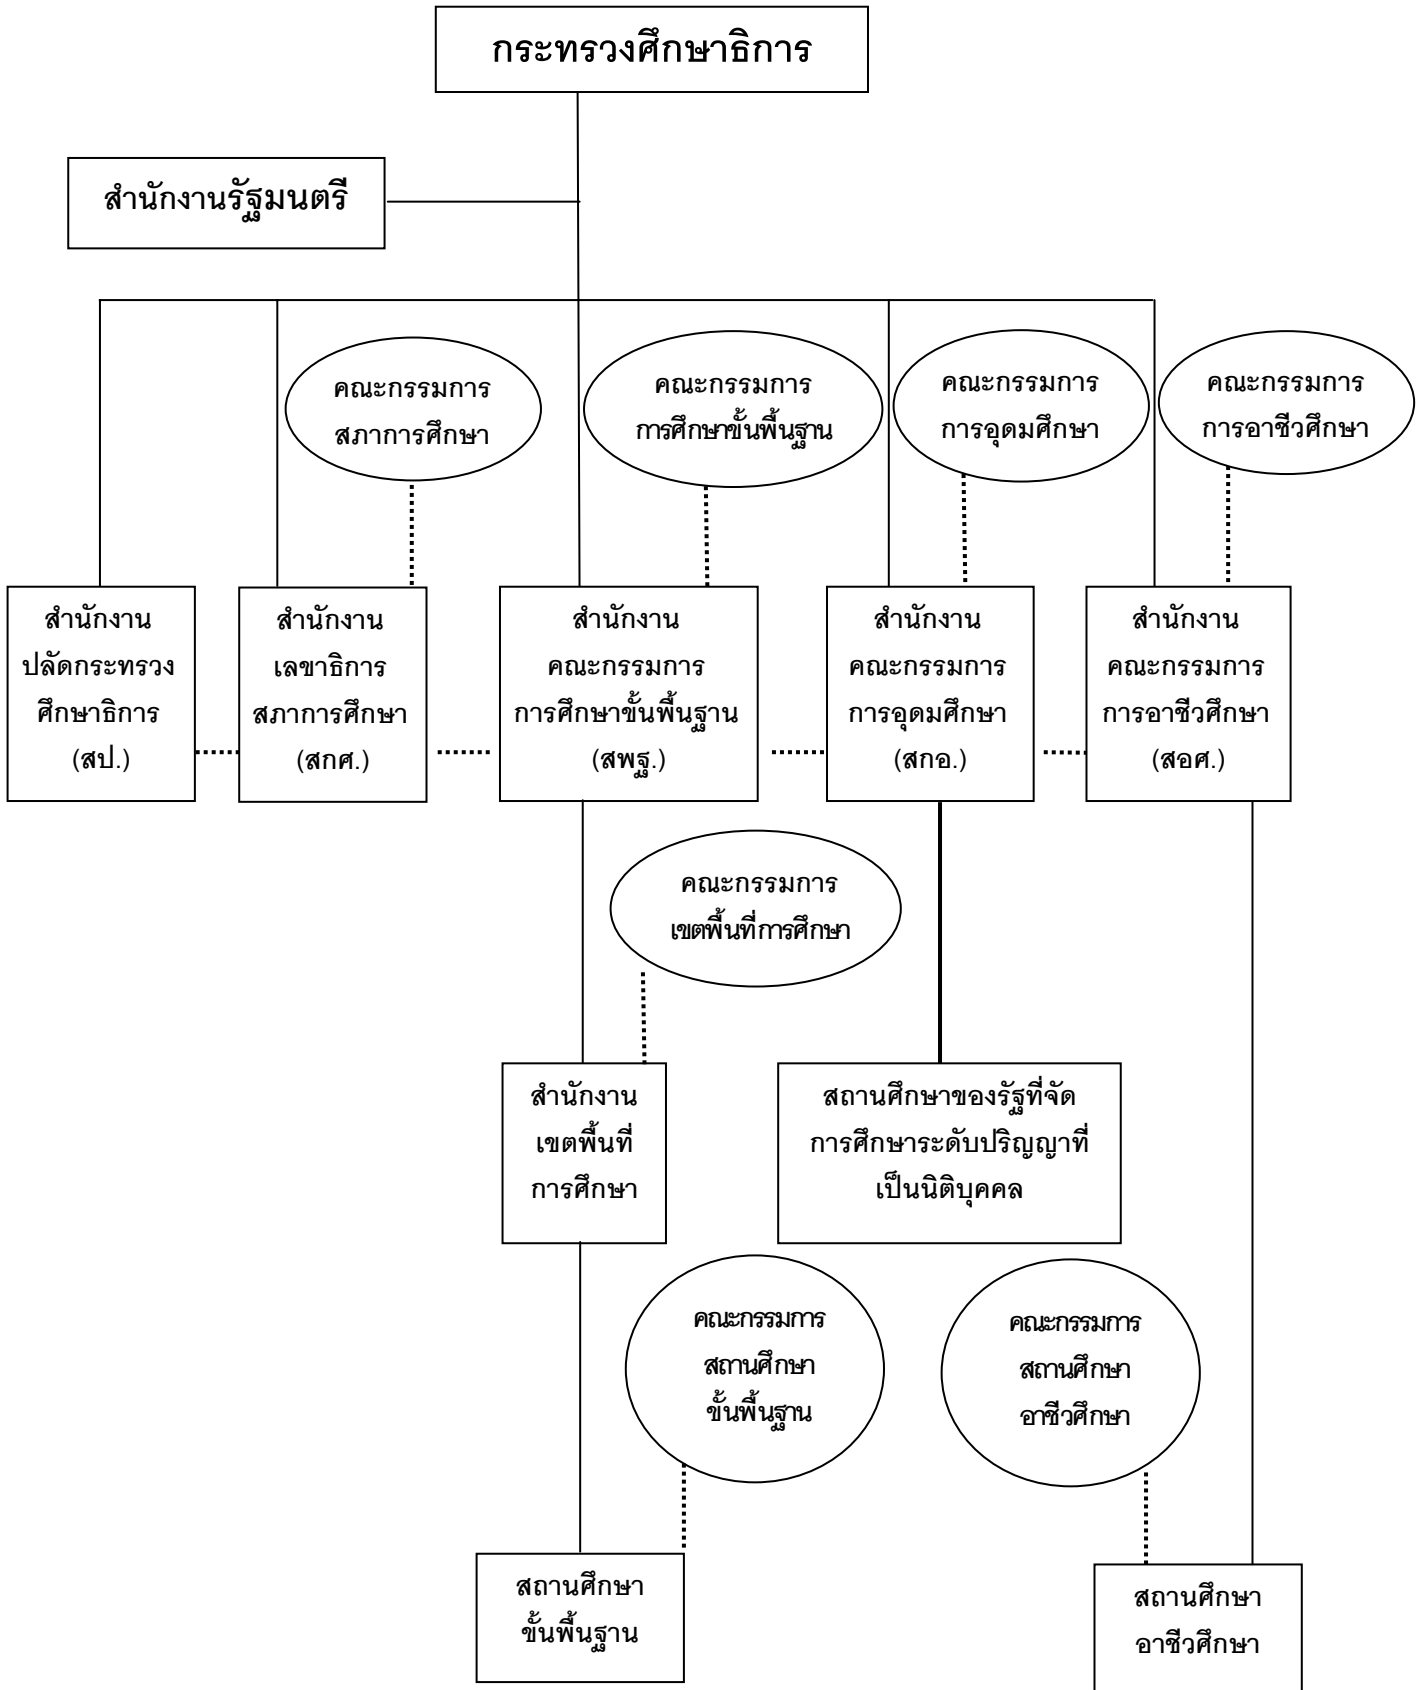 กระทรวงศึกษาธิการ
สำนักงานรัฐมนตรี
คณะกรรมการ
สภาการศึกษา
คณะกรรมการ
การศึกษาขั้นพื้นฐาน
คณะกรรมการ
การอุดมศึกษา
คณะกรรมการ
การอาชีวศึกษา
สำนักงาน
ปลัดกระทรวง
ศึกษาธิการ
(สป.)
สำนักงาน
เลขาธิการ
สภาการศึกษา
(สกศ.)
สำนักงาน
คณะกรรมการ
การศึกษาขั้นพื้นฐาน
(สพฐ.)
สำนักงาน
คณะกรรมการ
การอุดมศึกษา
(สกอ.)
สำนักงาน
คณะกรรมการ
การอาชีวศึกษา
(สอศ.)
คณะกรรมการ
เขตพื้นที่การศึกษา
สำนักงาน
เขตพื้นที่
การศึกษา
สถานศึกษาของรัฐที่จัด
การศึกษาระดับปริญญาที่
เป็นนิติบุคคล
คณะกรรมการ
สถานศึกษา
ขั้นพื้นฐาน
คณะกรรมการ
สถานศึกษา
อาชีวศึกษา
สถานศึกษา
ขั้นพื้นฐาน
สถานศึกษา
อาชีวศึกษา